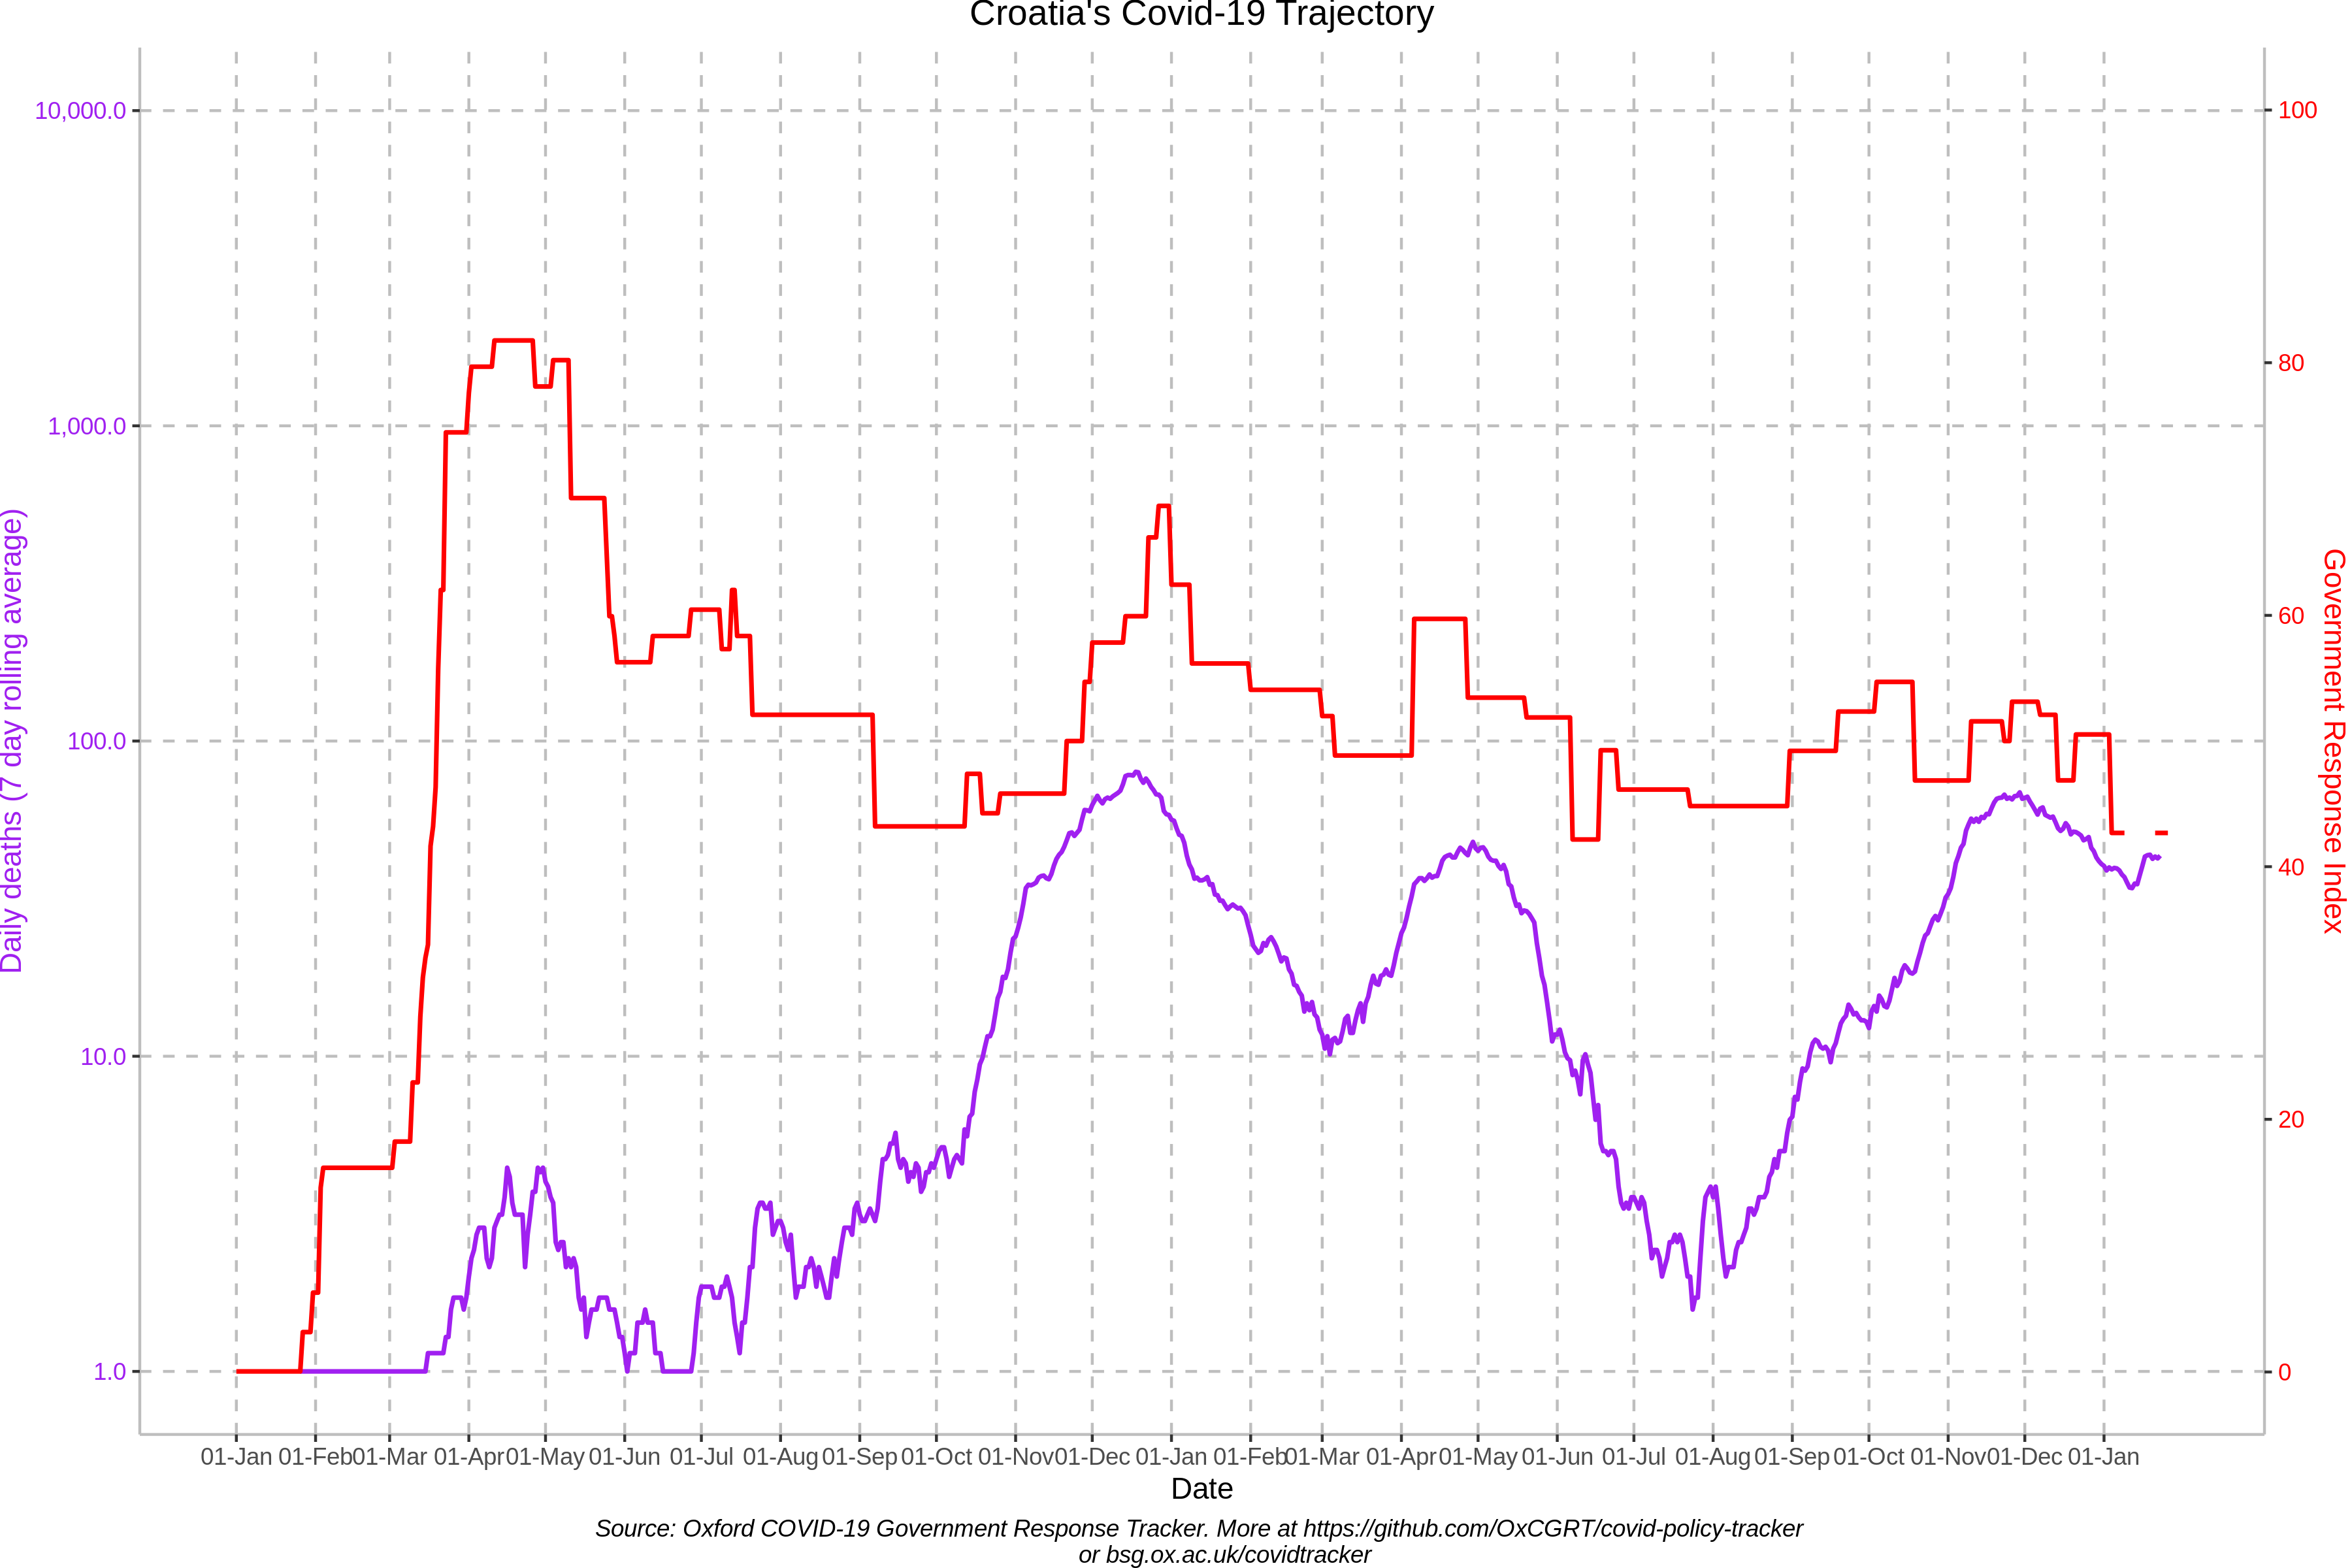 Croatia's Covid-19 Trajectory
10,000.0
1,000.0
100.0
10.0
1.0
Daily deaths (7 day rolling average)
100
80
60
40
20
0
Government Response Index
01-Jan 01-Feb 01-Mar 01-Apr 01-May 01-Jun 01-Jul 01-Aug 01-Sep 01-Oct 01-Nov 01-Dec 01-Jan 01-Feb 01-Mar 01-Apr 01-May 01-Jun 01-Jul 01-Aug 01-Sep 01-Oct 01-Nov 01-Dec 01-Jan
Date
Source: Oxford COVID-19 Government Response Tracker. More at https://github.com/OxCGRT/covid-policy-tracker
or bsg.ox.ac.uk/covidtracker